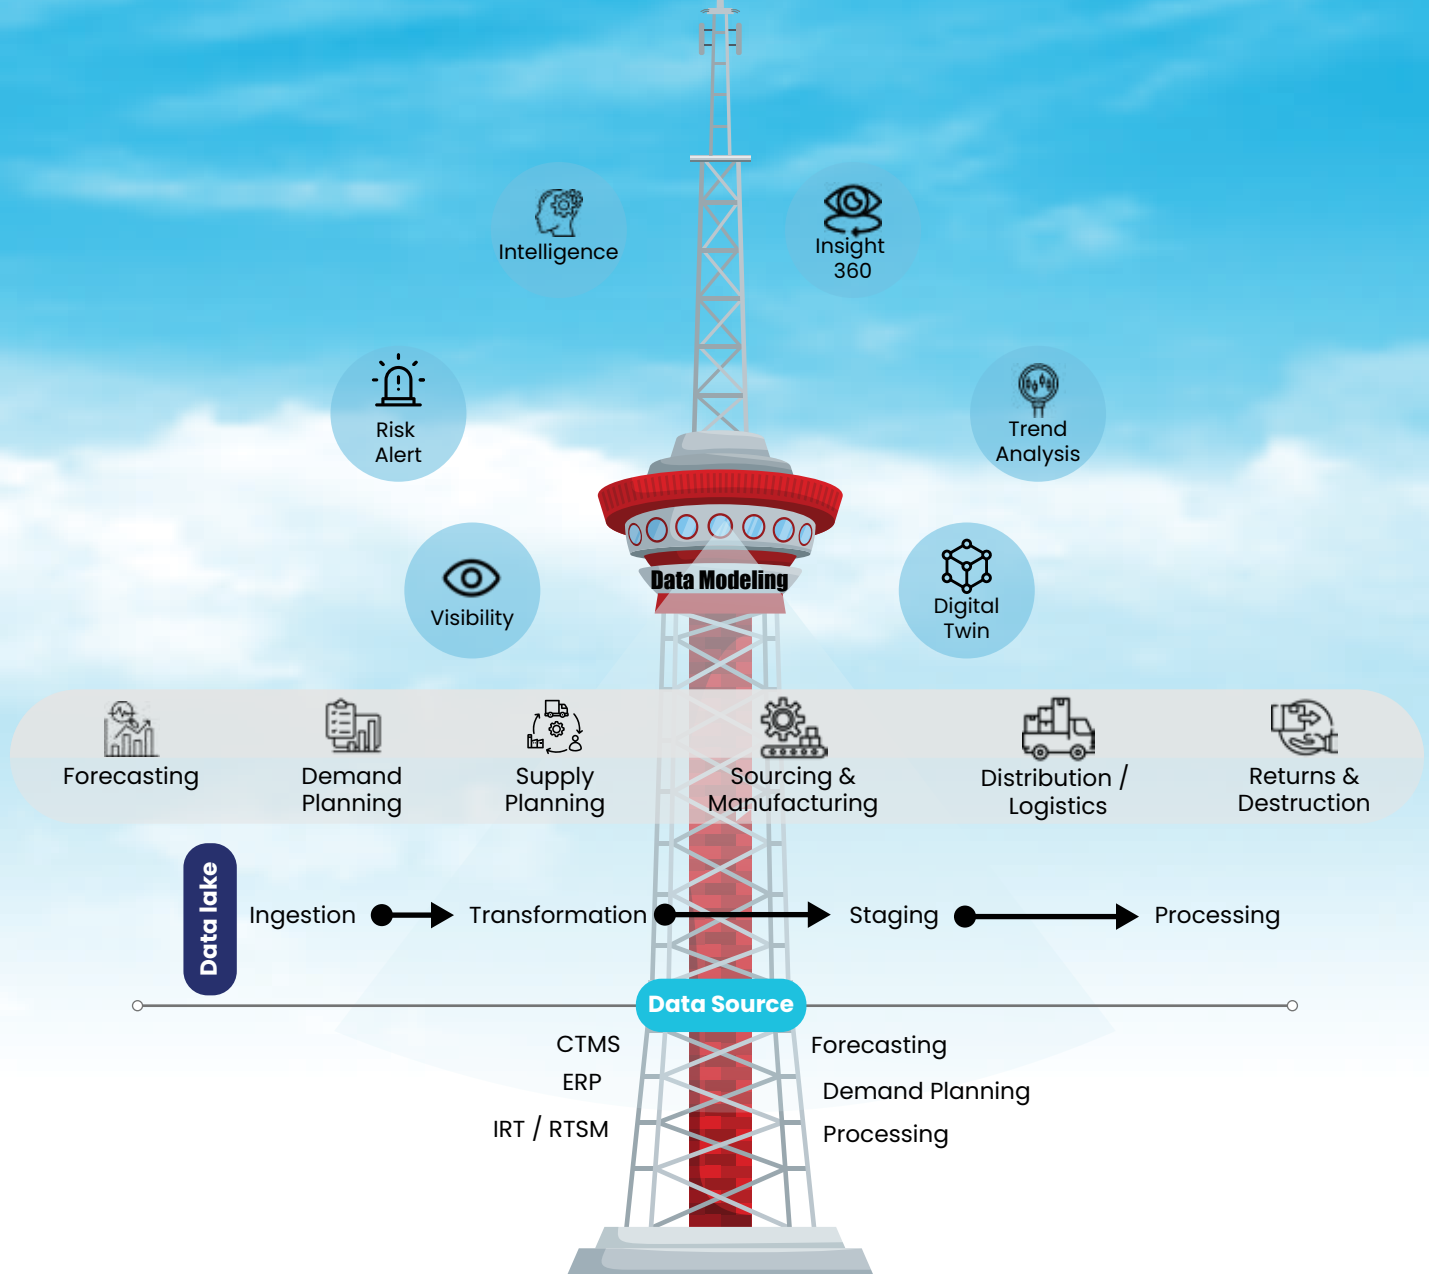 Intelligence
Insight
360
Risk
Alert
Trend
Analysis
Data Modeling
Visibility
Digital
Twin
Forecasting
Demand
Planning
Supply
Planning
Sourcing &
Manufacturing
Distribution /
Logistics
Returns &
Destruction
Data lake
Ingestion
Transformation
Staging
Processing
Data Source
CTMS
ERP
IRT / RTSM
Forecasting
Demand Planning
Processing